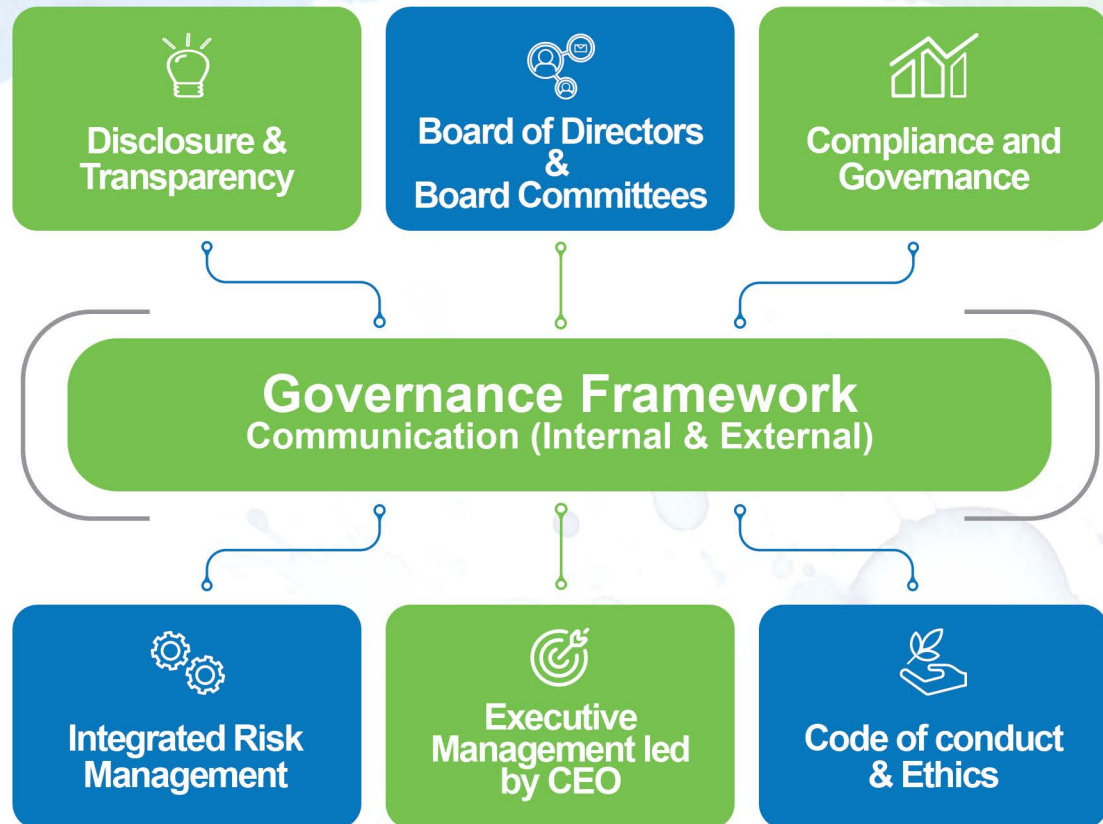 Disclosure &
Transparency
Board of Directors
&
Board Committees
Compliance and
Governance
Governance Framework
Communication (Internal & External)
Integrated Risk
Management
Executive
Management led
by CEO
Code of conduct
& Ethics